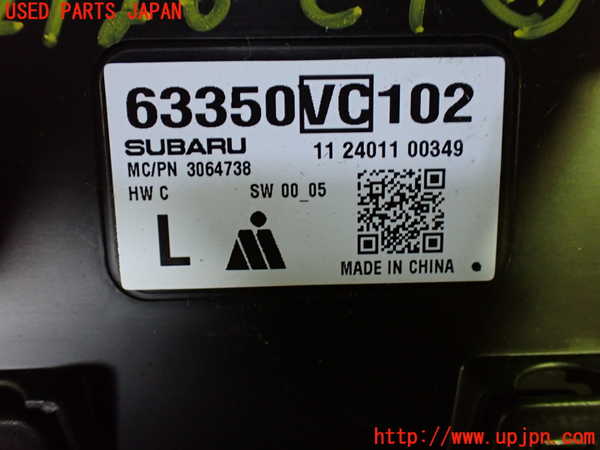 USED PARTS JAPAN
63350VC102
SUBARU 11 24011 00349
MC/PN 3064738
HW C SW 00_05
L
MADE IN CHINA
http://www.upjpn.com/